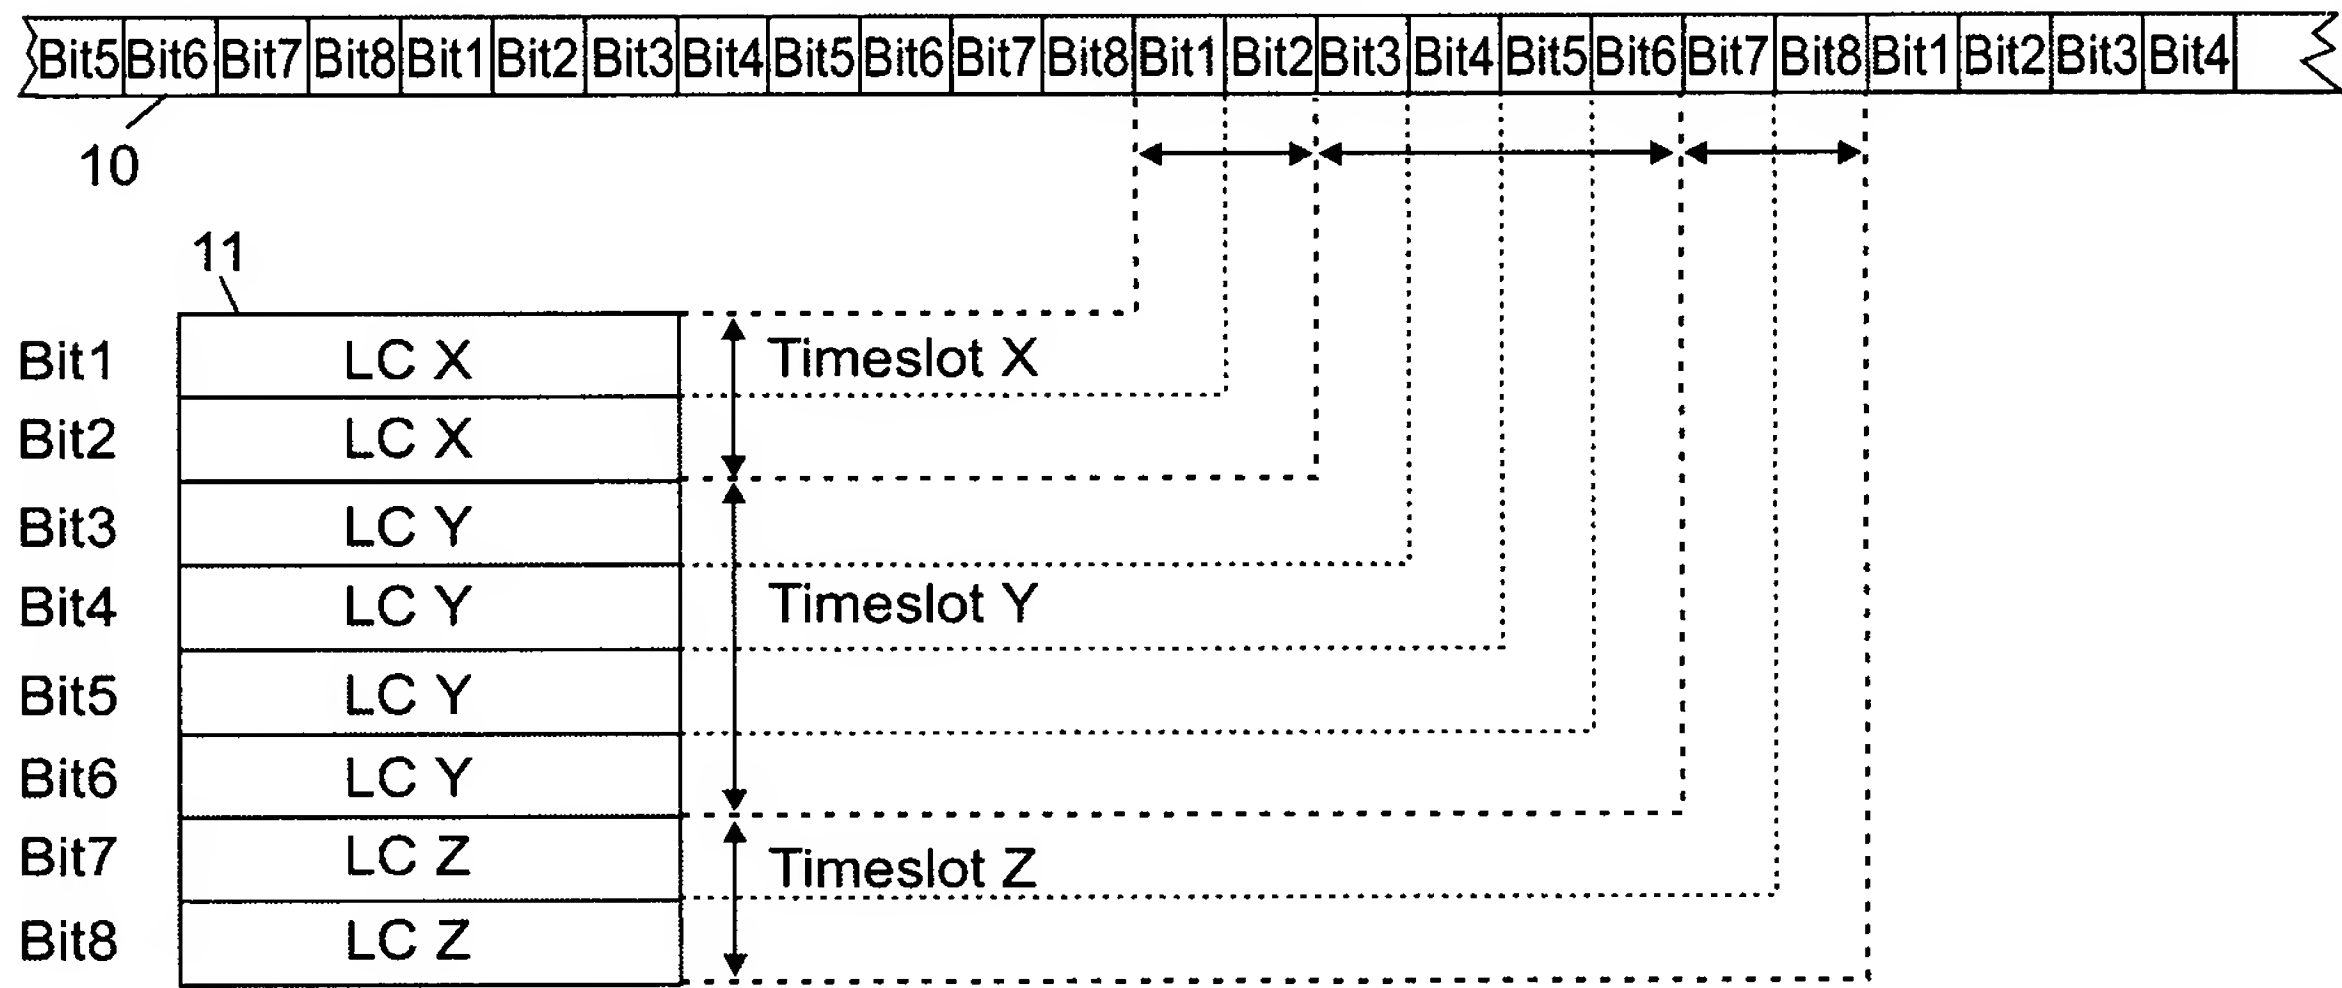 Bit5 Bit6 Bit7 Bit8 Bit1 Bit2 Bit3 Bit4 Bit5 Bit6 Bit7 Bit8 Bit1 Bit2 Bit3 Bit4 Bit5 Bit6 Bit7 Bit8 Bit1 Bit2 Bit3 Bit4
10
11
Bit1 LC X Timeslot X
Bit2 LC X
Bit3 LC Y
Bit4 LC Y Timeslot Y
Bit5 LC Y
Bit6 LC Y
Bit7 LC Z Timeslot Z
Bit8 LC Z